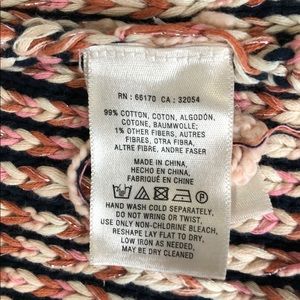 RN : 66170 CA : 32054
99% COTTON, COTON, ALGODÓN,
COTONE, BAUMWOLLE;
1% OTHER FIBERS, AUTRES
FIBRES, OTRA FIBRA,
ALTRE FIBRE, ANDRE FASER
MADE IN CHINA,
HECHO EN CHINA,
FABRIQUÉ EN CHINE
HAND WASH COLD SEPARATELY,
DO NOT WRING OR TWIST,
USE ONLY NON-CHLORINE BLEACH,
RESHAPE LAY FLAT TO DRY,
LOW IRON AS NEEDED,
MAY BE DRY CLEANED